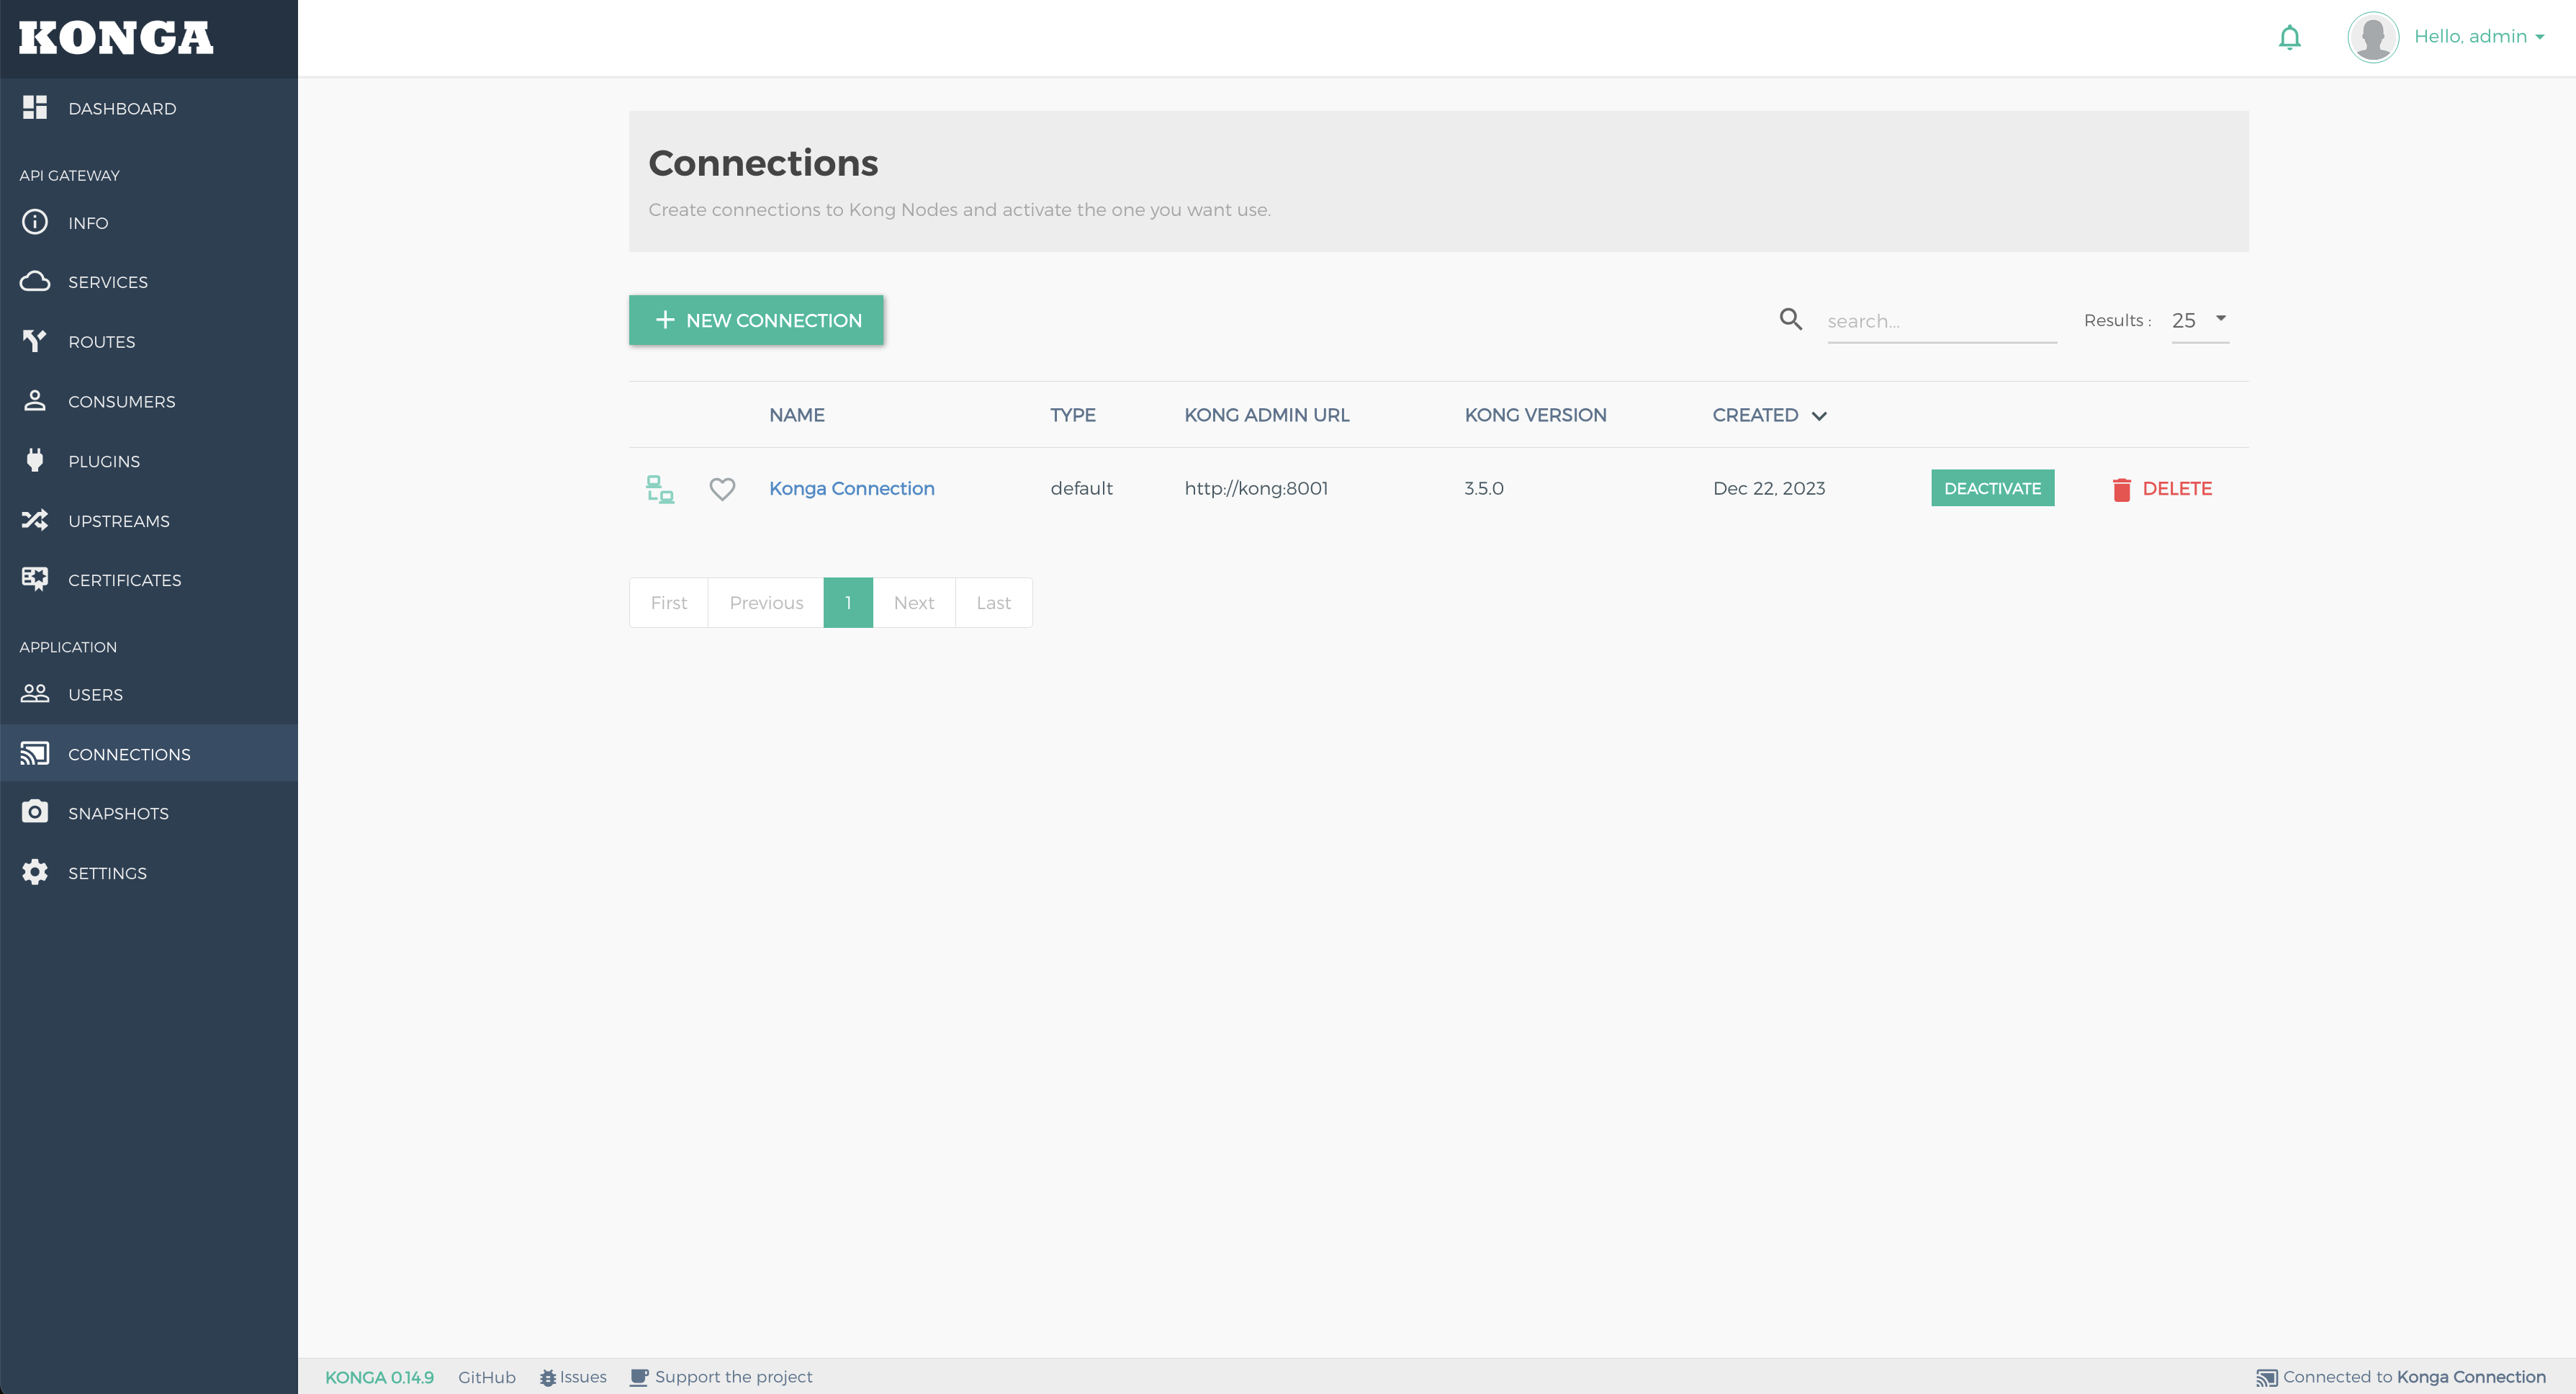 KONGA
Hello, admin
DASHBOARD
API GATEWAY
INFO
SERVICES
ROUTES
CONSUMERS
PLUGINS
UPSTREAMS
CERTIFICATES
APPLICATION
USERS
CONNECTIONS
SNAPSHOTS
SETTINGS
Connections
Create connections to Kong Nodes and activate the one you want use.
NEW CONNECTION
search...
Results : 25
NAME TYPE KONG ADMIN URL KONG VERSION CREATED
Konga Connection default http://kong:8001 3.5.0 Dec 22, 2023 DEACTIVATE DELETE
First Previous 1 Next Last
KONGA 0.14.9 GitHub Issues Support the project Connected to Konga Connection